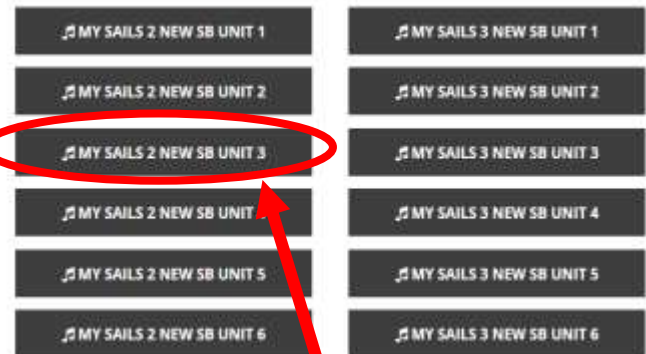 🎵 MY SAILS 2 NEW SB UNIT 1
🎵 MY SAILS 3 NEW SB UNIT 1
🎵 MY SAILS 2 NEW SB UNIT 2
🎵 MY SAILS 3 NEW SB UNIT 2
🎵 MY SAILS 2 NEW SB UNIT 3
🎵 MY SAILS 3 NEW SB UNIT 3
🎵 MY SAILS 2 NEW SB UNIT
🎵 MY SAILS 3 NEW SB UNIT 4
🎵 MY SAILS 2 NEW SB UNIT 5
🎵 MY SAILS 3 NEW SB UNIT 5
🎵 MY SAILS 2 NEW SB UNIT 6
🎵 MY SAILS 3 NEW SB UNIT 6